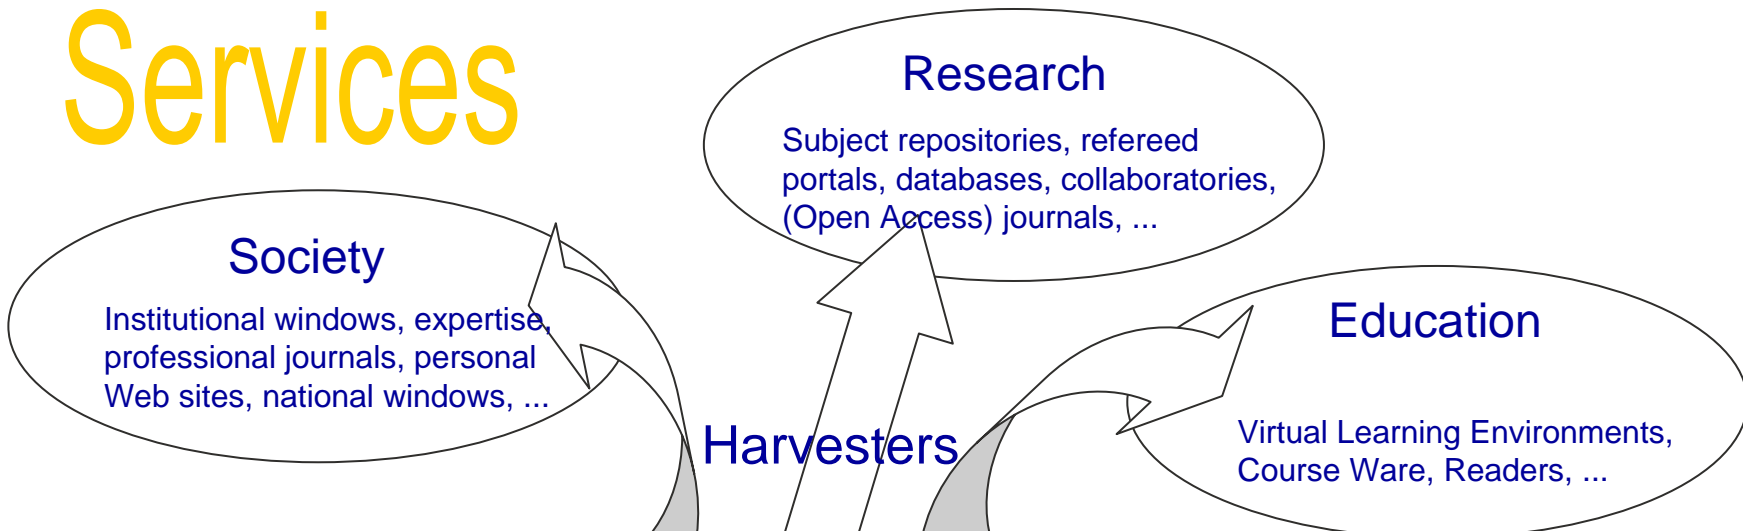 Services
Research
Subject repositories, refereed
portals, databases, collaboratories,
(Open Access) journals, ...
Society
Institutional windows, expertise,
professional journals, personal
Web sites, national windows, ...
Education
Virtual Learning Environments,
Course Ware, Readers, ...
Harvesters